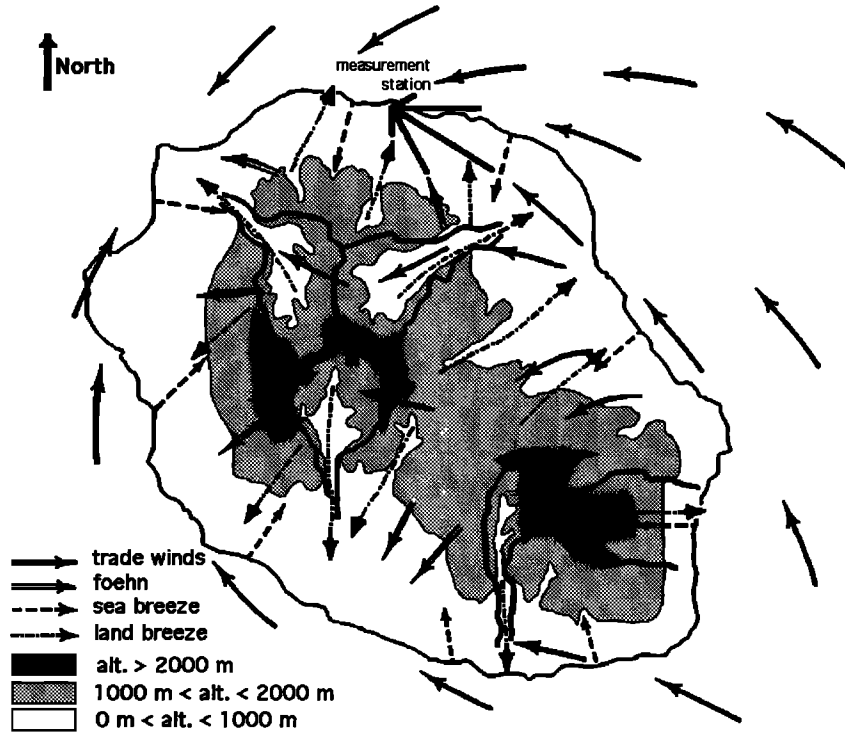 North
measurement
station
trade winds
foehn
sea breeze
land breeze
alt. > 2000 m
1000 m < alt. < 2000 m
0 m < alt. < 1000 m